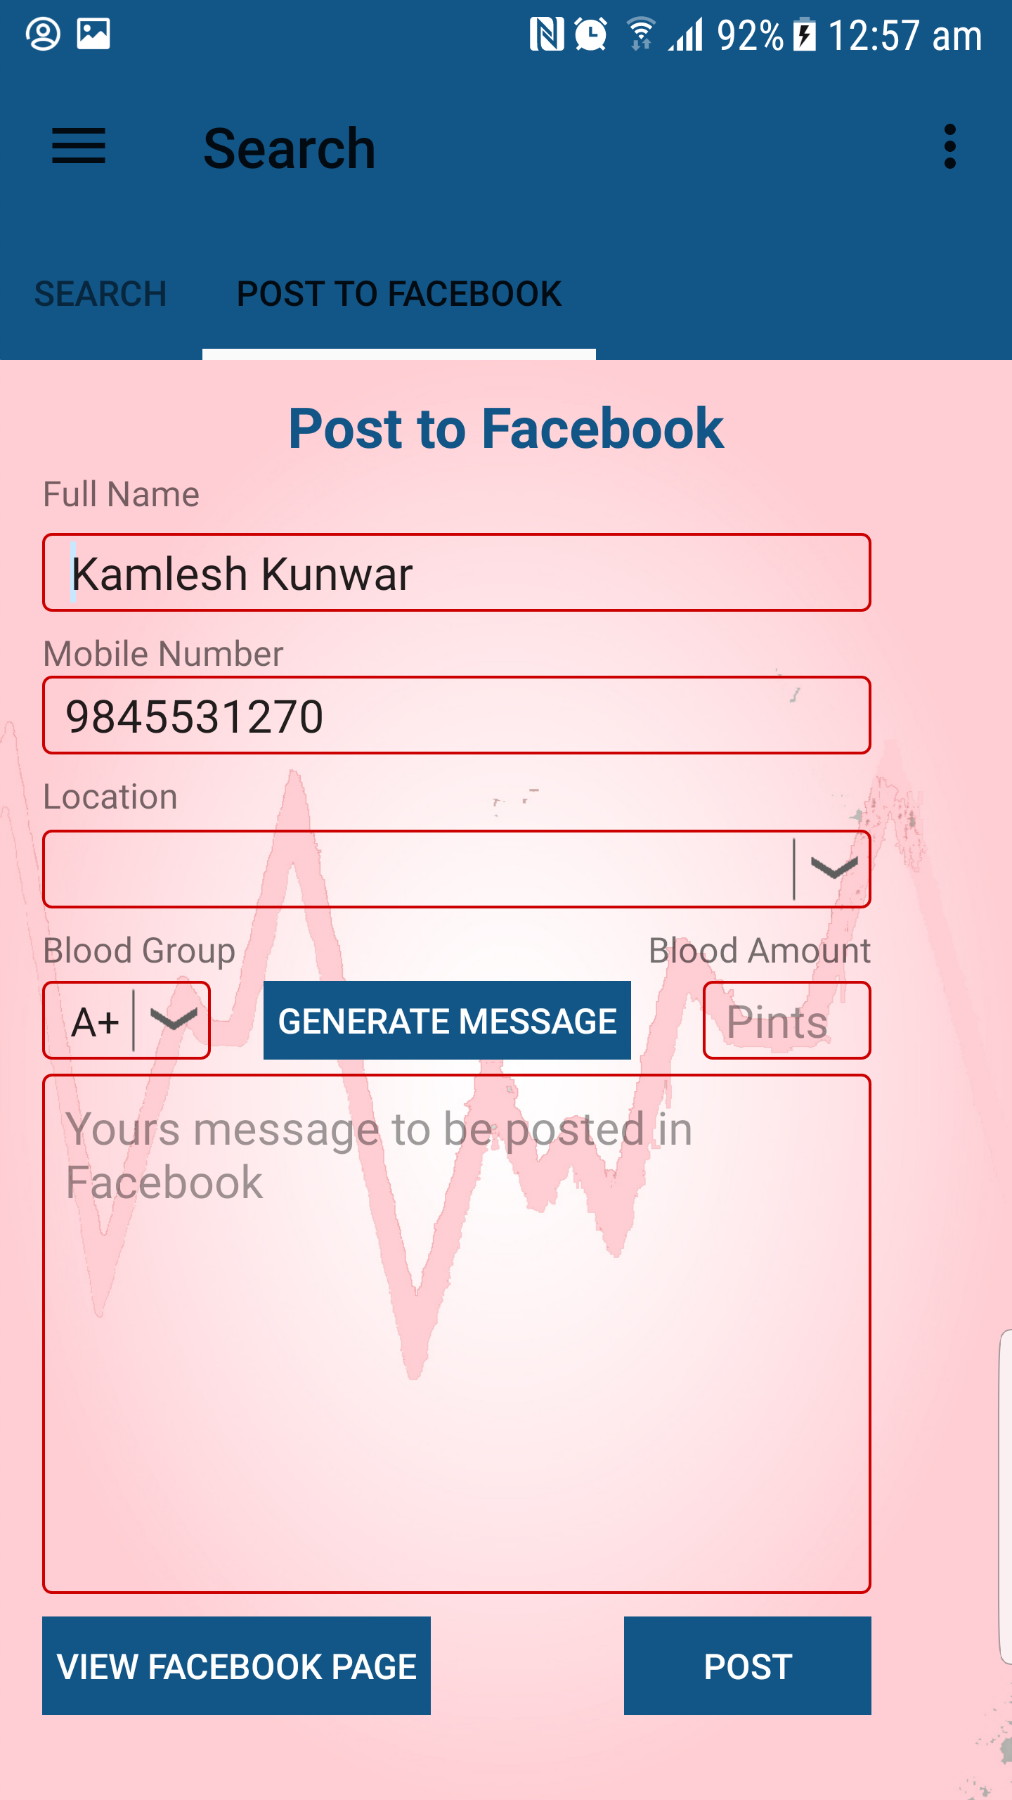 92% 12:57 am
Search
SEARCH POST TO FACEBOOK
Post to Facebook
Full Name
Kamlesh Kunwar
Mobile Number
9845531270
Location
Blood Group Blood Amount
A+ GENERATE MESSAGE Pints
Yours message to be posted in
Facebook
VIEW FACEBOOK PAGE POST